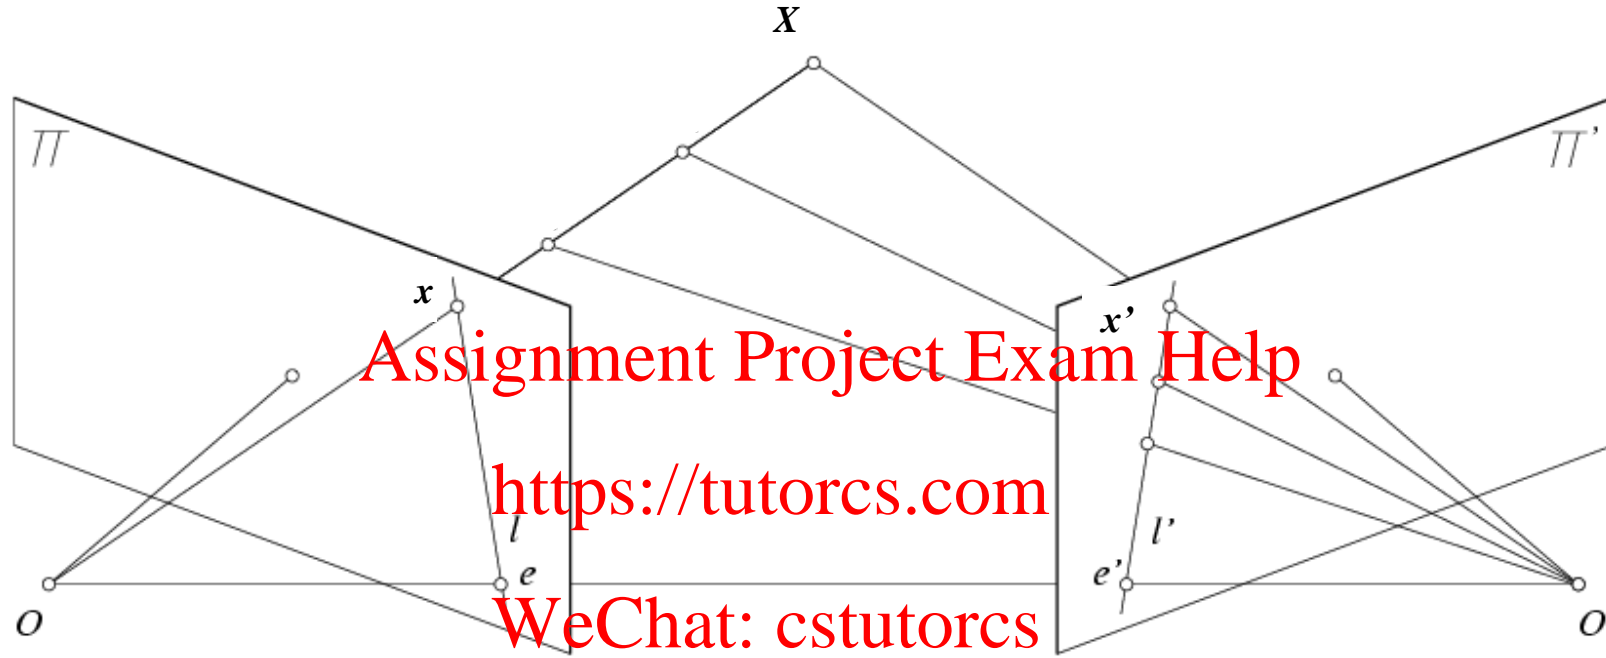 X
Π
Π’
x
x’
Assignment Project Exam Help
https://tutorcs.com
l
l’
e
e’
O
O
WeChat: cstutorcs